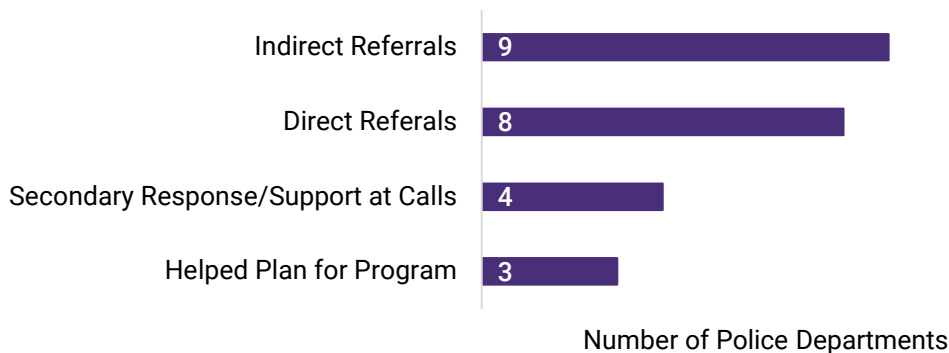 Indirect Referrals 9
Direct Referrals 8
Secondary Response/Support at Calls 4
Helped Plan for Program 3
Number of Police Departments